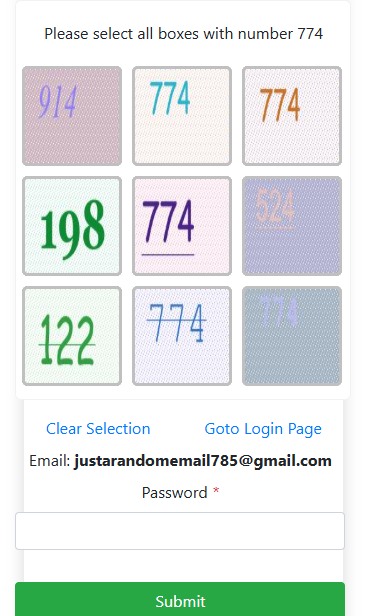 Please select all boxes with number 774
914 774 774
198 774 524
122 774 774
Clear Selection Goto Login Page
Email: justarandomemail785@gmail.com
Password *
Submit